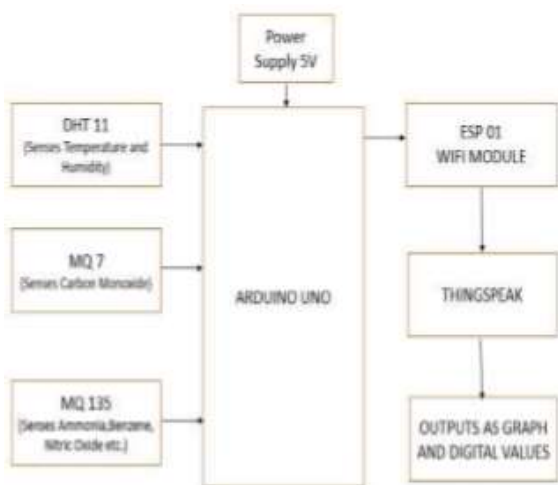 Power
Supply 5V
DHT 11
(Senses Temperature and
Humidity)
MQ 7
(Senses Carbon Monoxide)
MQ 135
(Senses Ammonia,Benzene,
Nitric Oxide etc.)
ARDUINO UNO
ESP 01
WIFI MODULE
THINGSPEAK
OUTPUTS AS GRAPH
AND DIGITAL VALUES